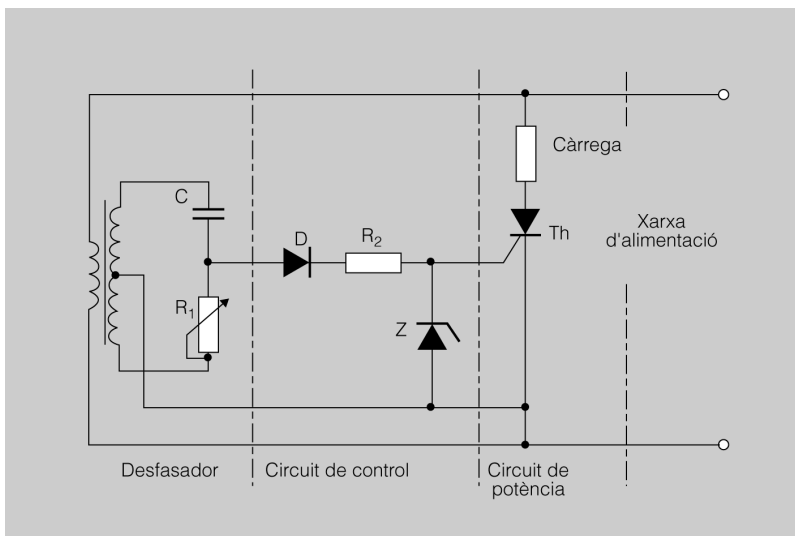 Càrrega
C
D
R2
Th
Xarxa
d'alimentació
R1
Z
Desfasador
Circuit de control
Circuit de
potència